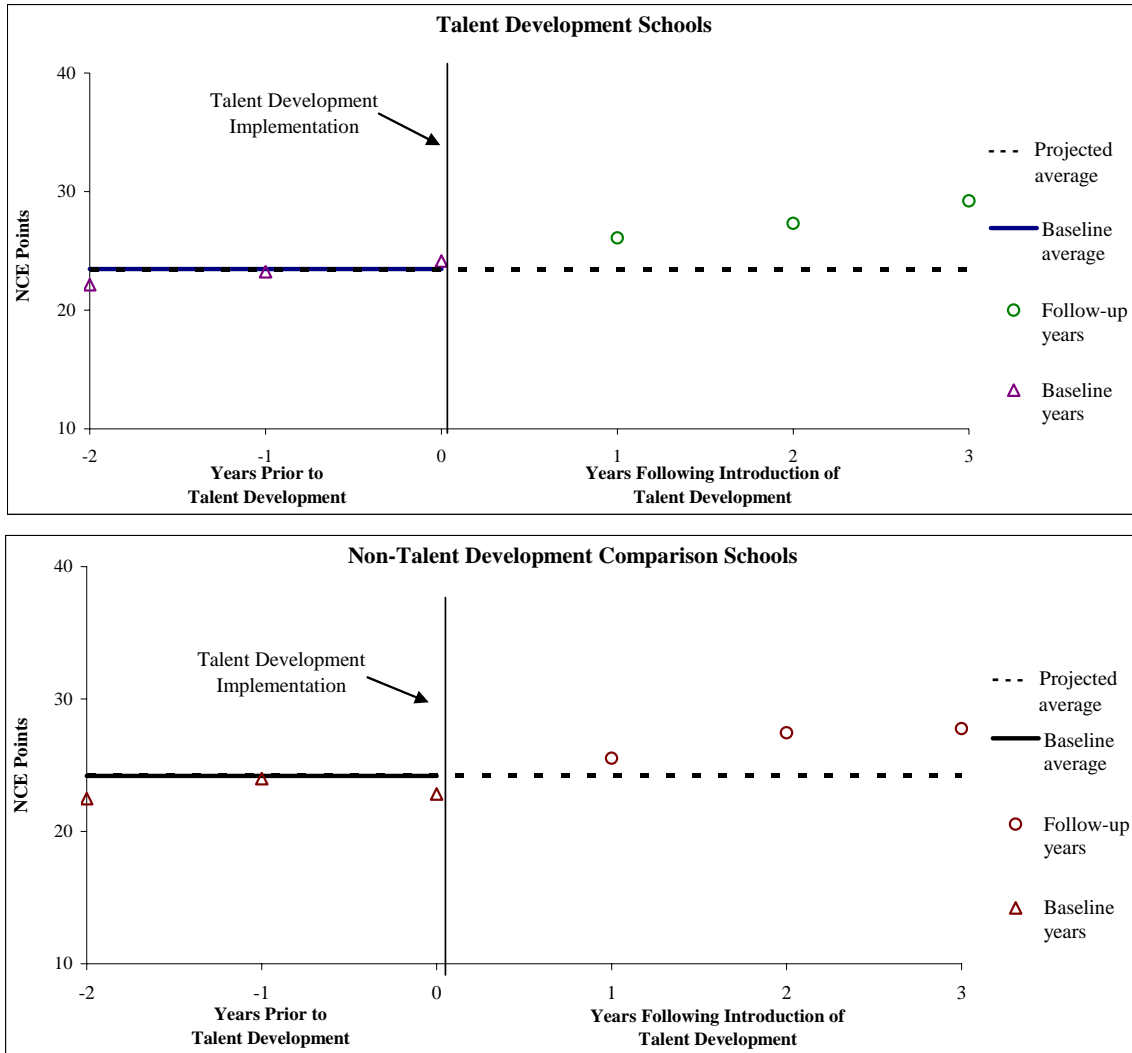 Talent Development Schools
40
30
20
10
NCE Points
Talent Development
Implementation
-2
-1
0
1
2
3
Years Prior to
Talent Development
Years Following Introduction of
Talent Development
Projected
average
Baseline
average
Follow-up
years
Baseline
years
Non-Talent Development Comparison Schools
40
30
20
10
NCE Points
Talent Development
Implementation
-2
-1
0
1
2
3
Years Prior to
Talent Development
Years Following Introduction of
Talent Development
Projected
average
Baseline
average
Follow-up
years
Baseline
years